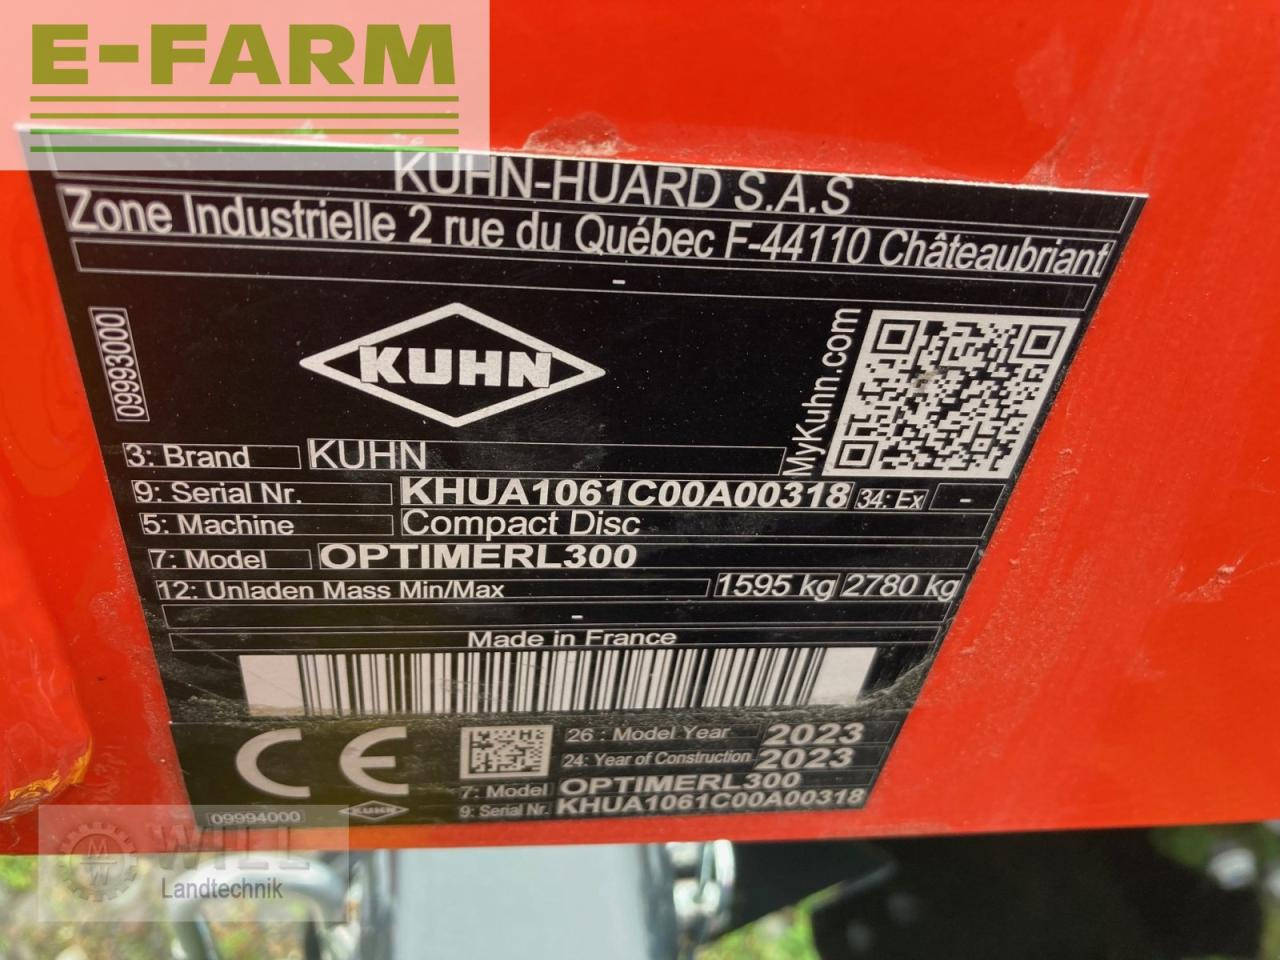 E-FARM
KUHN-HUARD S.A.S
Zone Industrielle 2 rue du Québec F-44110 Châteaubriant
-
09993000
KUHN
MyKuhn.com
3: Brand KUHN
9: Serial Nr. KHUA1061C00A00318 34: Ex -
5: Machine Compact Disc
7: Model OPTIMERL300
12: Unladen Mass Min/Max 1595 kg 2780 kg
-
Made in France
CE
26 : Model Year 2023
24: Year of Construction 2023
7: Model OPTIMERL300
9: Serial Nr. KHUA1061C00A00318
KUHN
09994000
WILL
Landtechnik